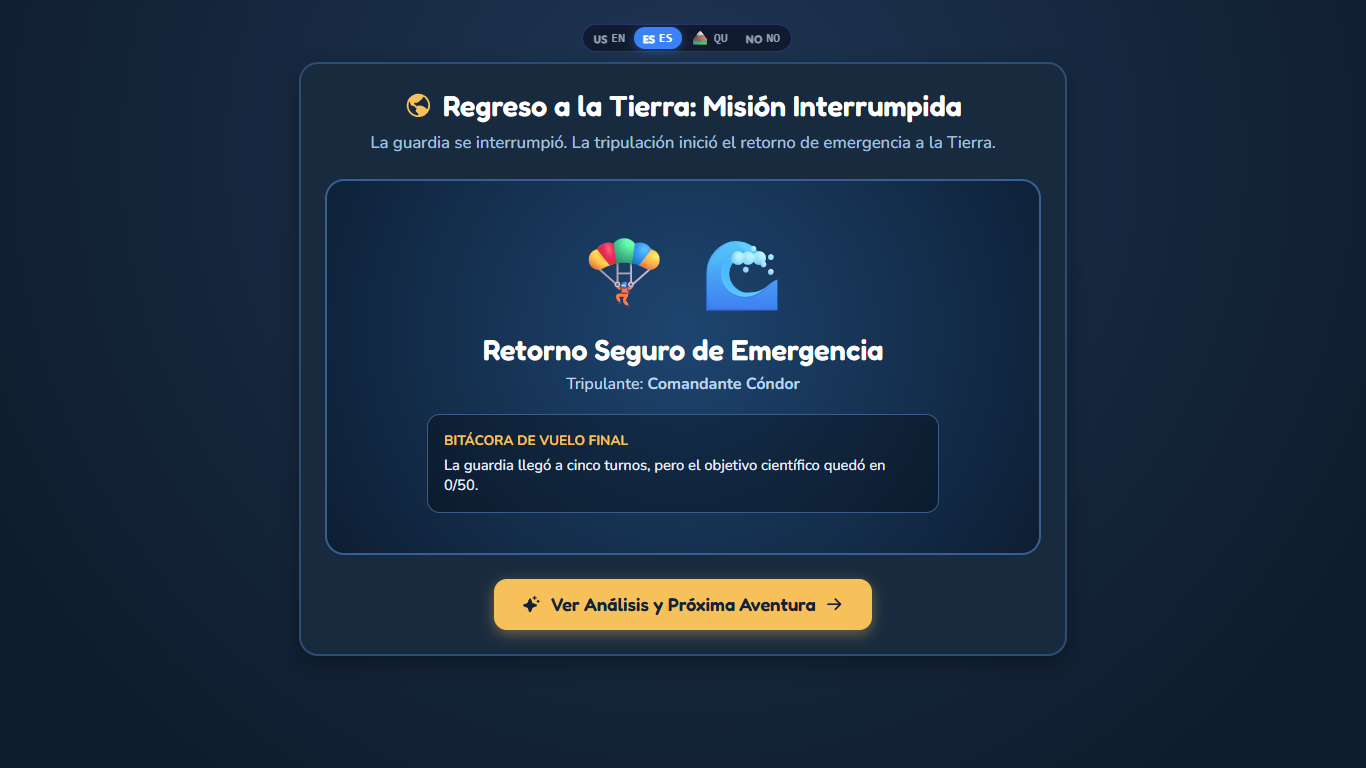 US EN ES ES QU NO NO
Regreso a la Tierra: Misión Interrumpida
La guardia se interrumpió. La tripulación inició el retorno de emergencia a la Tierra.
Retorno Seguro de Emergencia
Tripulante: Comandante Cóndor
BITÁCORA DE VUELO FINAL
La guardia llegó a cinco turnos, pero el objetivo científico quedó en
0/50.
Ver Análisis y Próxima Aventura